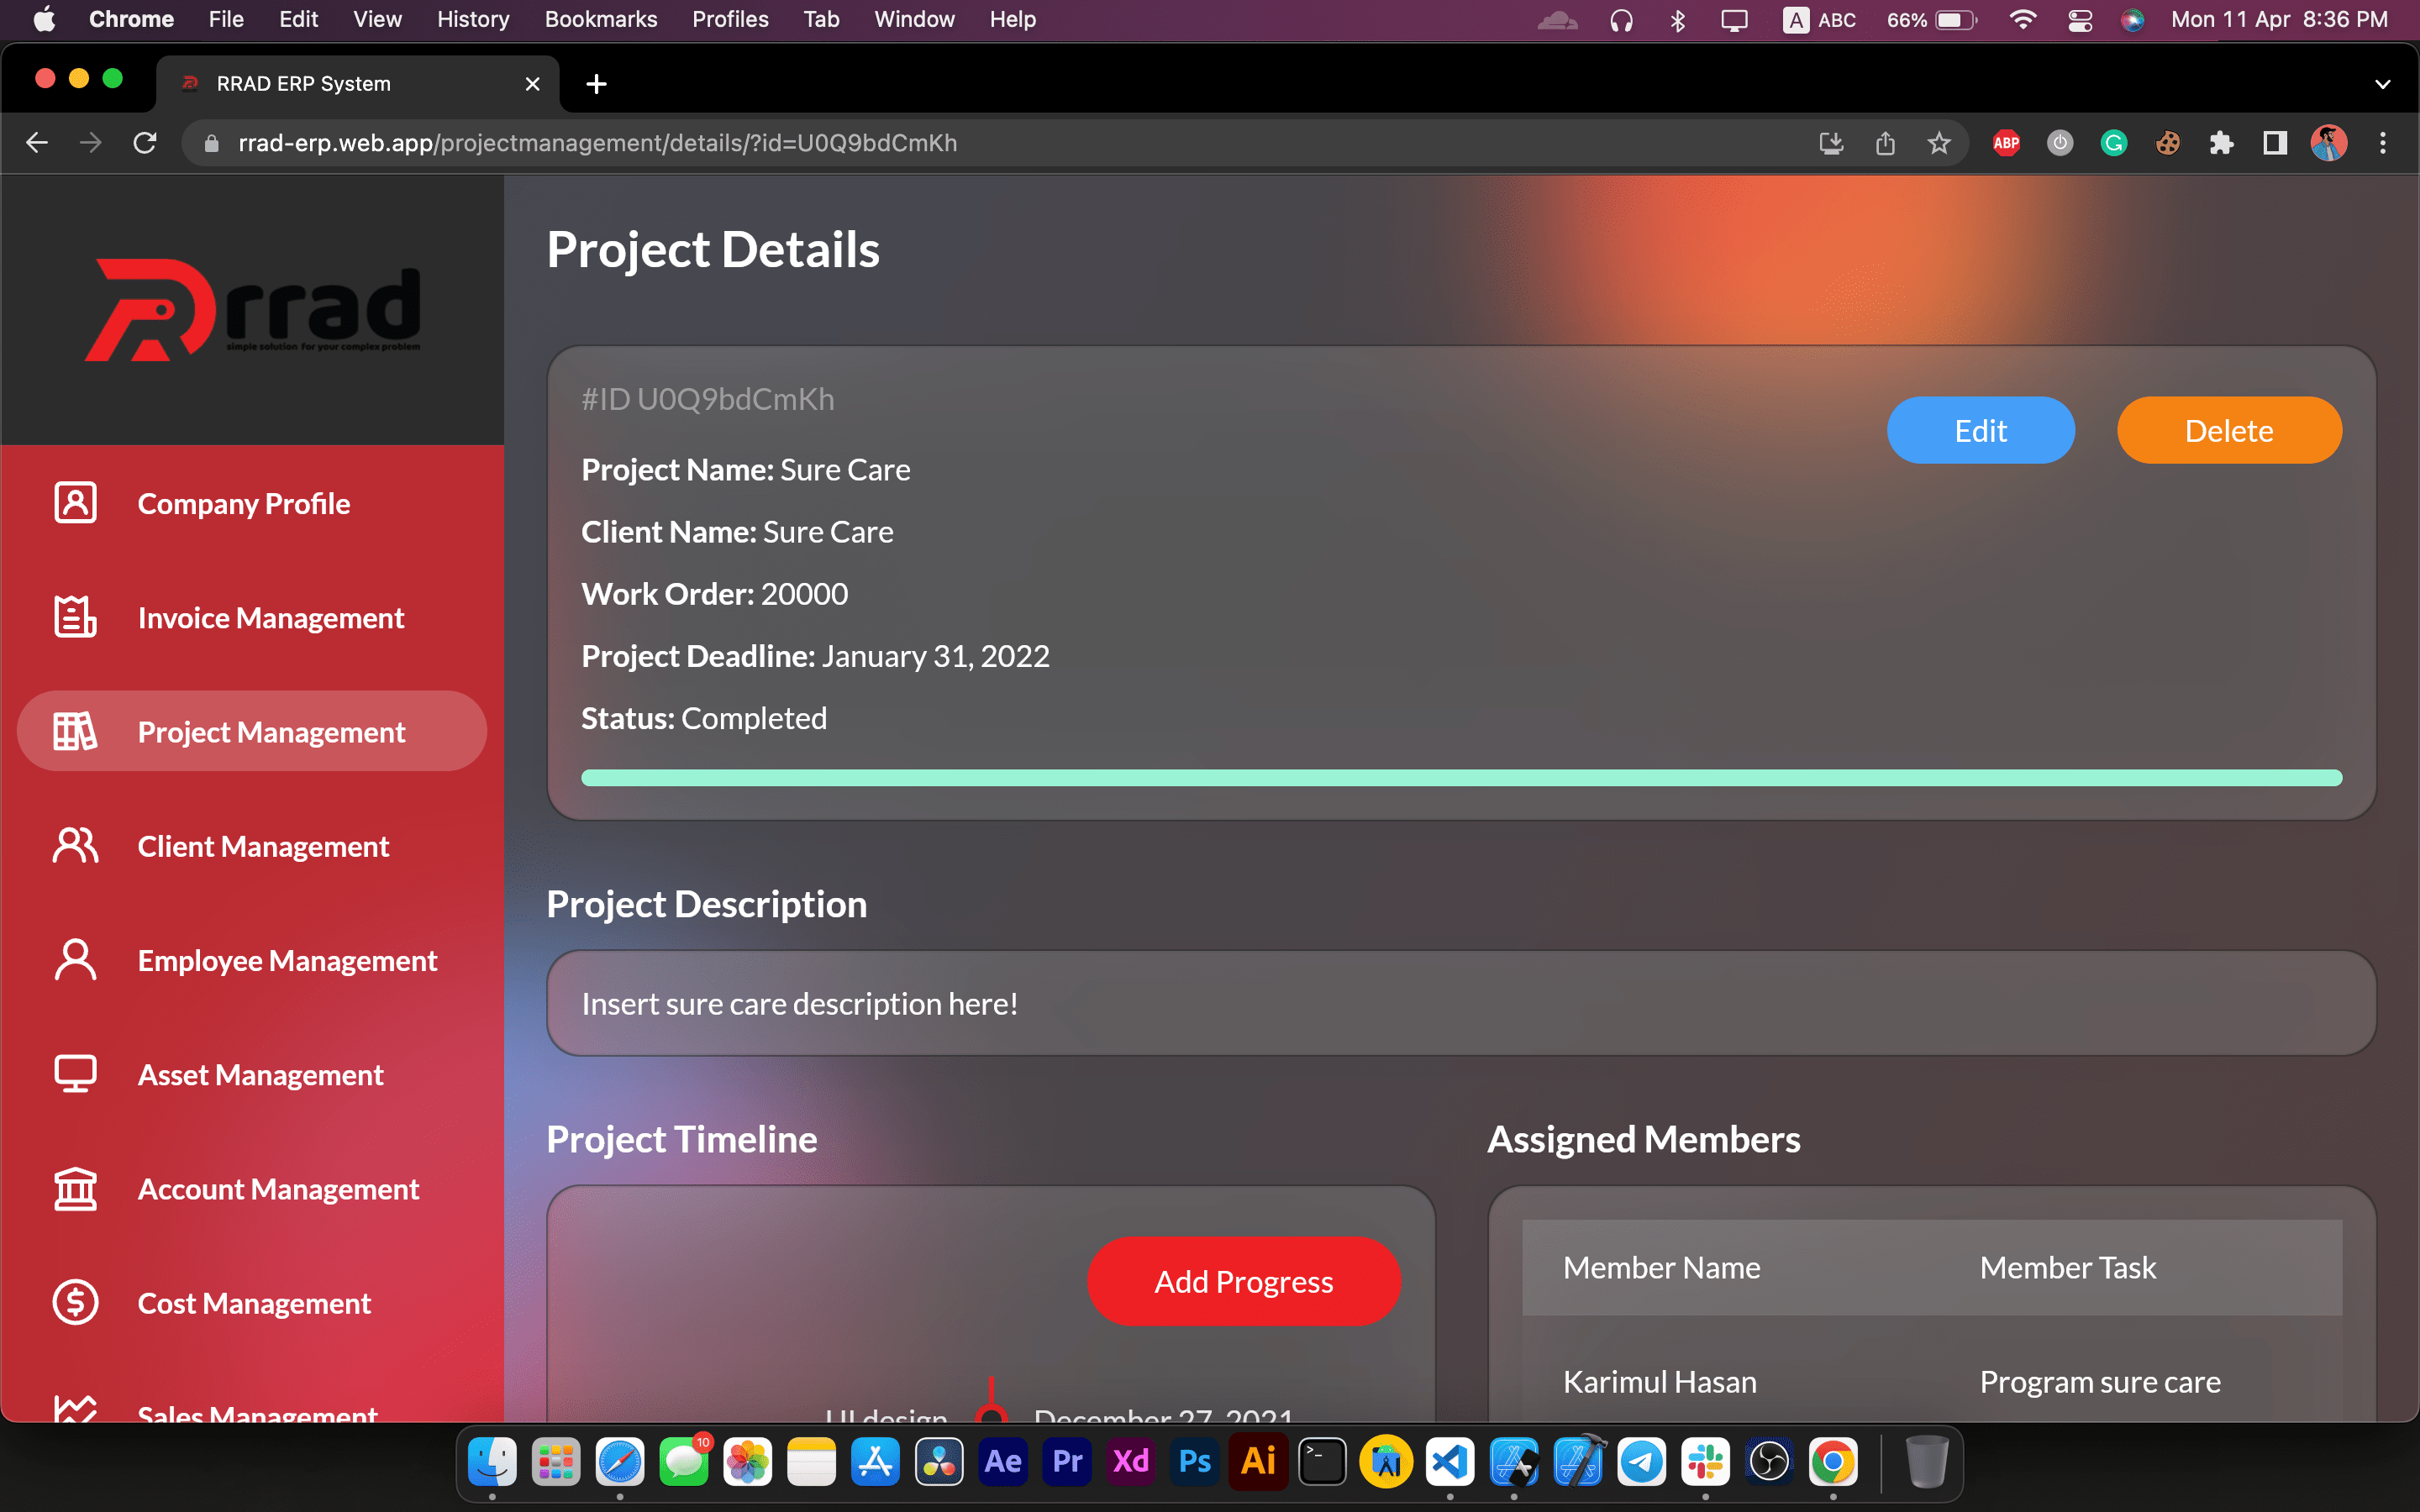 Chrome File Edit View History Bookmarks Profiles Tab Window Help A ABC 66% Mon 11 Apr 8:36 PM
RRAD ERP System
rrad-erp.web.app/projectmanagement/details/?id=U0Q9bdCmKh ABP
rrad
simple solution for your complex problem
Company Profile
Invoice Management
Project Management
Client Management
Employee Management
Asset Management
Account Management
Cost Management
Sales Management
Project Details
#ID U0Q9bdCmKh
Edit Delete
Project Name: Sure Care
Client Name: Sure Care
Work Order: 20000
Project Deadline: January 31, 2022
Status: Completed
Project Description
Insert sure care description here!
Project Timeline
Add Progress
UI design December 27, 2021
Assigned Members
Member Name Member Task
Karimul Hasan Program sure care
10
Ae Pr Xd Ps Ai >_